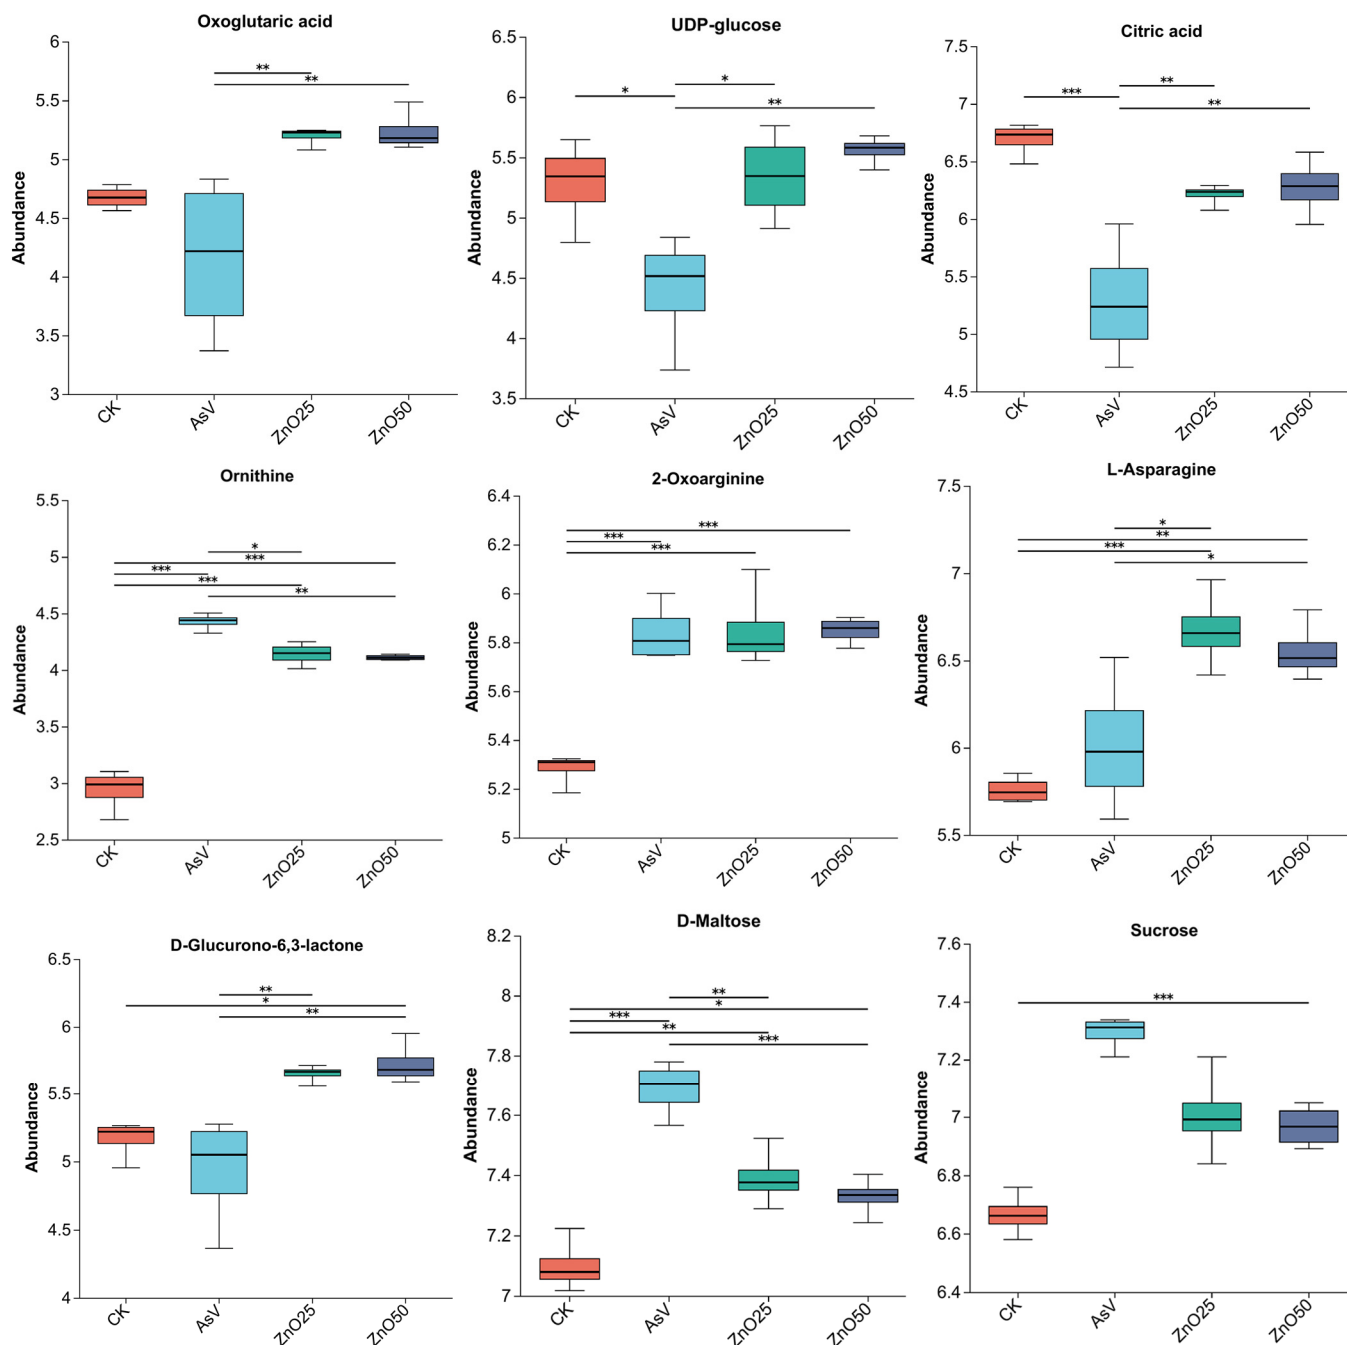 Oxoglutaric acid
6
5.5
5
4.5
4
3.5
3
Abundance
** 
**
CK
AsV
ZnO25
ZnO50
UDP-glucose
6.5
6
5.5
5
4.5
4
3.5
Abundance
*
*
**
CK
AsV
ZnO25
ZnO50
Citric acid
7.5
7
6.5
6
5.5
5
4.5
Abundance
**
***
**
CK
AsV
ZnO25
ZnO50
Ornithine
5.5
5
4.5
4
3.5
3
2.5
Abundance
*
***
***
***
**
CK
AsV
ZnO25
ZnO50
2-Oxoarginine
6.4
6.2
6
5.8
5.6
5.4
5.2
5
Abundance
***
***
***
CK
AsV
ZnO25
ZnO50
L-Asparagine
7.5
7
6.5
6
5.5
Abundance
*
**
***
*
CK
AsV
ZnO25
ZnO50
D-Glucurono-6,3-lactone
6.5
6
5.5
5
4.5
4
Abundance
**
*
**
CK
AsV
ZnO25
ZnO50
D-Maltose
8.2
8
7.8
7.6
7.4
7.2
7
Abundance
**
*
***
**
***
CK
AsV
ZnO25
ZnO50
Sucrose
7.6
7.4
7.2
7
6.8
6.6
6.4
Abundance
***
CK
AsV
ZnO25
ZnO50